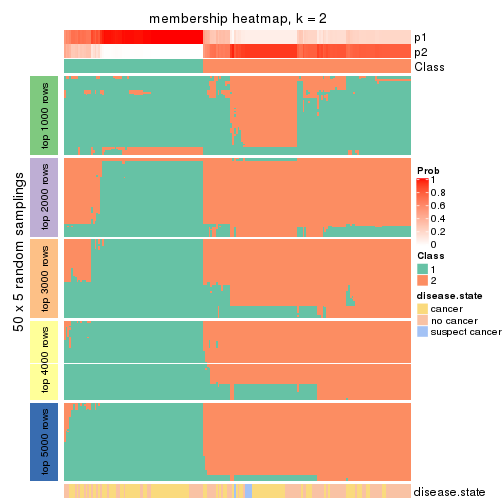 membership heatmap, k = 2
p1
p2
Class
50 x 5 random samplings
top 1000 rows
top 2000 rows
top 3000 rows
top 4000 rows
top 5000 rows
Prob
1
0.8
0.6
0.4
0.2
0
Class
1
2
disease.state
cancer
no cancer
suspect cancer
disease.state